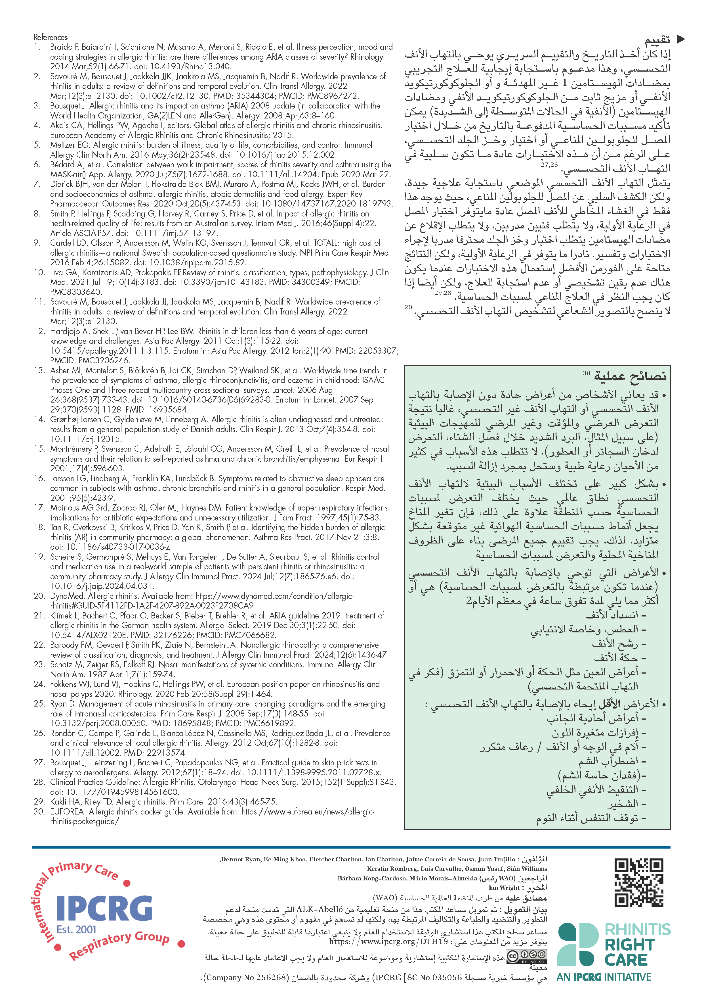 ◀ تقييم
إذا كان أخذ التاريخ والتقييم السريري يوحي بالتهاب الأنف
التحسسي، وهذا مدعوم باستجابة إيجابية للعلاج التجريبي
بمضادات الهيستامين 1 غير المهدئة و أو الجلوكوكورتيكويد
الأنفي أو مزيج ثابت من الجلوكوكورتيكويد الأنفي ومضادات
الهيستامين (الأنفية في الحالات المتوسطة إلى الشديدة) يمكن
تأكيد مسببات الحساسية المدفوعة بالتاريخ من خلال اختبار
المصل للجلوبولين المناعي أو اختبار وخز الجلد التحسسي،
على الرغم من أن هذه الاختبارات عادة ما تكون سلبية في
التهاب الأنف التحسسي. 27,26
يتمثل التهاب الأنف التحسسي الموضعي باستجابة علاجية جيدة،
ولكن الكشف السلبي عن المصل للجلوبولين المناعي، حيث يوجد هذا
فقط في الغشاء المخاطي للأنف المصل عادة مايتوفر اختبار المصل
في الرعاية الأولية، ولا يتطلب فنيين مدربين، ولا يتطلب الإقلاع عن
مضادات الهيستامين يتطلب اختبار وخز الجلد محترفا مدربا لإجراء
الاختبارات وتفسير. نادرا ما يتوفر في الرعاية الأولية، ولكن النتائج
متاحة على الفورمن الأفضل إستعمال هذه الاختبارات عندما يكون
هناك عدم يقين تشخيصي أو عدم استجابة للعلاج، ولكن أيضا إذا
كان يجب النظر في العلاج المناعي لمسببات الحساسية. 29,28
لا ينصح بالتصوير الشعاعي لتشخيص التهاب الأنف التحسسي. 20
نصائح عملية 30
• قد يعاني الأشخاص من أعراض حادة دون الإصابة بالتهاب
الأنف التحسسي أو التهاب الأنف غير التحسسي، غالبا نتيجة
التعرض العرضي والمؤقت وغير المرضي للمهيجات البيئية
(على سبيل المثال، البرد الشديد خلال فصل الشتاء، التعرض
لدخان السجائر أو العطور). لا تتطلب هذه الأسباب في كثير
من الأحيان رعاية طبية وستحل بمجرد إزالة السبب.
• بشكل كبير على تختلف الأسباب البيئية لالتهاب الأنف
التحسسي نطاق عالمي حيث يختلف التعرض لمسببات
الحساسية حسب المنطقة علاوة على ذلك، فإن تغير المناخ
يجعل أنماط مسببات الحساسية الهوائية غير متوقعة بشكل
متزايد. لذلك، يجب تقييم جميع المرضى بناء على الظروف
المناخية المحلية والتعرض لمسببات الحساسية
• الأعراض التي توحي بالإصابة بالتهاب الأنف التحسسي
(عندما تكون مرتبطة بالتعرض لمسببات الحساسية) هي أو
أكثر مما يلي لمدة تفوق ساعة في معظم الأيام2
– انسداد الأنف
– العطس، وخاصة الانتيابي
– رشح الأنف
– حكة الأنف
– أعراض العين مثل الحكة أو الاحمرار أو التمزق (فكر في
التهاب الملتحمة التحسسي)
• الأعراض الأقل إيحاء بالإصابة بالتهاب الأنف التحسسي :
– أعراض أحادية الجانب
– إفرازات متغيرة اللون
– آلام في الوجه أو الأنف / رعاف متكرر
– اضطراب الشم
–(فقدان حاسة الشم)
– التنقيط الأنفي الخلفي
– الشخير
– توقف التنفس أثناء النوم
References
1. Braido F, Baiardini I, Scichilone N, Musarra A, Menoni S, Ridolo E, et al. Illness perception, mood and
coping strategies in allergic rhinitis: are there differences among ARIA classes of severity? Rhinology.
2014 Mar;52(1):66-71. doi: 10.4193/Rhino13.040.
2. Savouré M, Bousquet J, Jaakkola JJK, Jaakkola MS, Jacquemin B, Nadif R. Worldwide prevalence of
rhinitis in adults: a review of definitions and temporal evolution. Clin Transl Allergy. 2022
Mar;12(3):e12130. doi: 10.1002/clt2.12130. PMID: 35344304; PMCID: PMC8967272.
3. Bousquet J. Allergic rhinitis and its impact on asthma (ARIA) 2008 update (in collaboration with the
World Health Organization, GA(2)LEN and AllerGen). Allergy. 2008 Apr;63:8–160.
4. Akdis CA, Hellings PW, Agache I, editors. Global atlas of allergic rhinitis and chronic rhinosinusitis.
European Academy of Allergic Rhinitis and Chronic Rhinosinusitis; 2015.
5. Meltzer EO. Allergic rhinitis: burden of illness, quality of life, comorbidities, and control. Immunol
Allergy Clin North Am. 2016 May;36(2):235-48. doi: 10.1016/j.iac.2015.12.002.
6. Bédard A, et al. Correlation between work impairment, scores of rhinitis severity and asthma using the
MASK-air() App. Allergy. 2020 Jul;75(7):1672-1688. doi: 10.1111/all.14204. Epub 2020 Mar 22.
7. Dierick BJH, van der Molen T, Flokstra-de Blok BMJ, Muraro A, Postma MJ, Kocks JWH, et al. Burden
and socioeconomics of asthma, allergic rhinitis, atopic dermatitis and food allergy. Expert Rev
Pharmacoecon Outcomes Res. 2020 Oct;20(5):437-453. doi: 10.1080/14737167.2020.1819793.
8. Smith P, Hellings P, Scadding G, Harvey R, Carney S, Price D, et al. Impact of allergic rhinitis on
health-related quality of life: results from an Australian survey. Intern Med J. 2016;46(Suppl 4):22.
Article ASCIA-P57. doi: 10.1111/imj.57_13197.
9. Cardell LO, Olsson P, Andersson M, Welin KO, Svensson J, Tennvall GR, et al. TOTALL: high cost of
allergic rhinitis—a national Swedish population-based questionnaire study. NPJ Prim Care Respir Med.
2016 Feb 4;26:15082. doi: 10.1038/npjpcrm.2015.82.
10. Liva GA, Karatzanis AD, Prokopakis EP.Review of rhinitis: classification, types, pathophysiology. J Clin
Med. 2021 Jul 19;10(14):3183. doi: 10.3390/jcm10143183. PMID: 34300349; PMCID:
PMC8303640.
11. Savouré M, Bousquet J, Jaakkola JJ, Jaakkola MS, Jacquemin B, Nadif R. Worldwide prevalence of
rhinitis in adults: a review of definitions and temporal evolution. Clin Transl Allergy. 2022
Mar;12(3):e12130.
12. Hardjojo A, Shek LP, van Bever HP, Lee BW. Rhinitis in children less than 6 years of age: current
knowledge and challenges. Asia Pac Allergy. 2011 Oct;1(3):115-22. doi:
10.5415/apallergy.2011.1.3.115. Erratum in: Asia Pac Allergy. 2012 Jan;2(1):90. PMID: 22053307;
PMCID: PMC3206246.
13. Asher MI, Montefort S, Björkstén B, Lai CK, Strachan DP, Weiland SK, et al. Worldwide time trends in
the prevalence of symptoms of asthma, allergic rhinoconjunctivitis, and eczema in childhood: ISAAC
Phases One and Three repeat multicountry cross-sectional surveys. Lancet. 2006 Aug
26;368(9537):733-43. doi: 10.1016/S0140-6736(06)69283-0. Erratum in: Lancet. 2007 Sep
29;370(9593):1128. PMID: 16935684.
14. Grønhøj Larsen C, Gyldenløve M, Linneberg A. Allergic rhinitis is often undiagnosed and untreated:
results from a general population study of Danish adults. Clin Respir J. 2013 Oct;7(4):354-8. doi:
10.1111/crj.12015.
15. Montnémery P, Svensson C, Adelroth E, Löfdahl CG, Andersson M, Greiff L, et al. Prevalence of nasal
symptoms and their relation to self-reported asthma and chronic bronchitis/emphysema. Eur Respir J.
2001;17(4):596-603.
16. Larsson LG, Lindberg A, Franklin KA, Lundbäck B. Symptoms related to obstructive sleep apnoea are
common in subjects with asthma, chronic bronchitis and rhinitis in a general population. Respir Med.
2001;95(5):423-9.
17. Mainous AG 3rd, Zoorob RJ, Oler MJ, Haynes DM. Patient knowledge of upper respiratory infections:
implications for antibiotic expectations and unnecessary utilization. J Fam Pract. 1997;45(1):75-83.
18. Tan R, Cvetkovski B, Kritikos V, Price D, Yan K, Smith P, et al. Identifying the hidden burden of allergic
rhinitis (AR) in community pharmacy: a global phenomenon. Asthma Res Pract. 2017 Nov 21;3:8.
doi: 10.1186/s40733-017-0036-z.
19. Scheire S, Germonpré S, Mehuys E, Van Tongelen I, De Sutter A, Steurbaut S, et al. Rhinitis control
and medication use in a real-world sample of patients with persistent rhinitis or rhinosinusitis: a
community pharmacy study. J Allergy Clin Immunol Pract. 2024 Jul;12(7):1865-76.e6. doi:
10.1016/j.jaip.2024.04.031.
20. DynaMed. Allergic rhinitis. Available from: https://www.dynamed.com/condition/allergic-
rhinitis#GUID-5F4112FD-1A2F-4207-892A-0023F2708CA9
21. Klimek L, Bachert C, Pfaar O, Becker S, Bieber T, Brehler R, et al. ARIA guideline 2019: treatment of
allergic rhinitis in the German health system. Allergol Select. 2019 Dec 30;3(1):22-50. doi:
10.5414/ALX02120E. PMID: 32176226; PMCID: PMC7066682.
22. Baroody FM, Gevaert P, Smith PK, Ziaie N, Bernstein JA. Nonallergic rhinopathy: a comprehensive
review of classification, diagnosis, and treatment. J Allergy Clin Immunol Pract. 2024;12(6):1436-47.
23. Schatz M, Zeiger RS, Falkoff RJ. Nasal manifestations of systemic conditions. Immunol Allergy Clin
North Am. 1987 Apr 1;7(1):159-74.
24. Fokkens WJ, Lund VJ, Hopkins C, Hellings PW, et al. European position paper on rhinosinusitis and
nasal polyps 2020. Rhinology. 2020 Feb 20;58(Suppl 29):1-464.
25. Ryan D. Management of acute rhinosinusitis in primary care: changing paradigms and the emerging
role of intranasal corticosteroids. Prim Care Respir J. 2008 Sep;17(3):148-55. doi:
10.3132/pcrj.2008.00050. PMID: 18695848; PMCID: PMC6619892.
26. Rondón C, Campo P, Galindo L, Blanca-López N, Cassinello MS, Rodriguez-Bada JL, et al. Prevalence
and clinical relevance of local allergic rhinitis. Allergy. 2012 Oct;67(10):1282-8. doi:
10.1111/all.12002. PMID: 22913574.
27. Bousquet J, Heinzerling L, Bachert C, Papadopoulos NG, et al. Practical guide to skin prick tests in
allergy to aeroallergens. Allergy. 2012;67(1):18–24. doi: 10.1111/j.1398-9995.2011.02728.x.
28. Clinical Practice Guideline: Allergic Rhinitis. Otolaryngol Head Neck Surg. 2015;152(1 Suppl):S1-S43.
doi: 10.1177/0194599814561600.
29. Kakli HA, Riley TD. Allergic rhinitis. Prim Care. 2016;43(3):465-75.
30. EUFOREA. Allergic rhinitis pocket guide. Available from: https://www.euforea.eu/news/allergic-
rhinitis-pocket-guide/
المؤلفون : Dermot Ryan, Ee Ming Khoo, Fletcher Charlton, Ian Charlton, Jaime Correia de Sousa, Juan Trujillo,
Kerstin Romberg, Luís Carvalho, Osman Yusuf, Siân Williams
المراجعين (WAO رئيس) Bárbara Kong-Cardoso, Mário Morais-Almeida
المحرر : Ian Wright
مصادق عليه من طرف المنظمة العالمية للحساسية (WAO)
بيان التمويل : تم تمويل مساعد المكتب هذا من منحة تعليمية من ALK-Abelló التي قدمت منحة لدعم
التطوير والتنضيد والطباعة والتكاليف المرتبطة بها، ولكنها لم تساهم في مفهوم أو محتوى هذه وهي مخصصة
مساعد سطح المكتب هذا استشاري الوثيقة للاستخدام العام ولا ينبغي اعتبارها قابلة للتطبيق على حالة معينة.
يتوفر مزيد من المعلومات على : https://www.ipcrg.org/DTH19
cc BY NC SA هذه الإستمارة المكتبية إستشارية وموضوعة للاستعمال العام ولا يجب الاعتماد عليها لحلحلة حالة
معينة
هي مؤسسة خيرية مسجلة IPCRG [SC No 035056) وشركة محدودة بالضمان (Company No 256268).
International Primary Care
IPCRG
Est. 2001
Respiratory Group
RHINITIS
RIGHT
CARE
AN IPCRG INITIATIVE